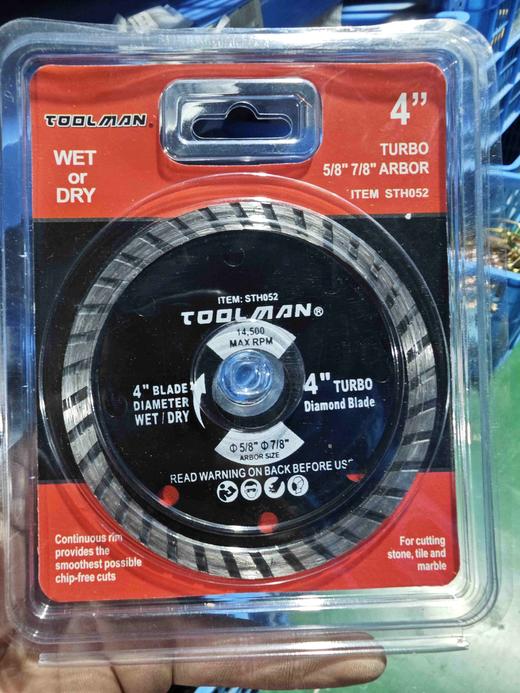 TOOLMAN®
4”
WET
or
DRY
TURBO
5/8" 7/8" ARBOR
ITEM STH052
ITEM: STH052
TOOLMAN®
14,500
MAX RPM
4" BLADE
DIAMETER
WET / DRY
4" TURBO
Diamond Blade
Φ 5/8" Φ 7/8"
ARBOR SIZE
READ WARNING ON BACK BEFORE USE
Continuous rim
provides the
smoothest possible
chip-free cuts
For cutting
stone, tile and
marble